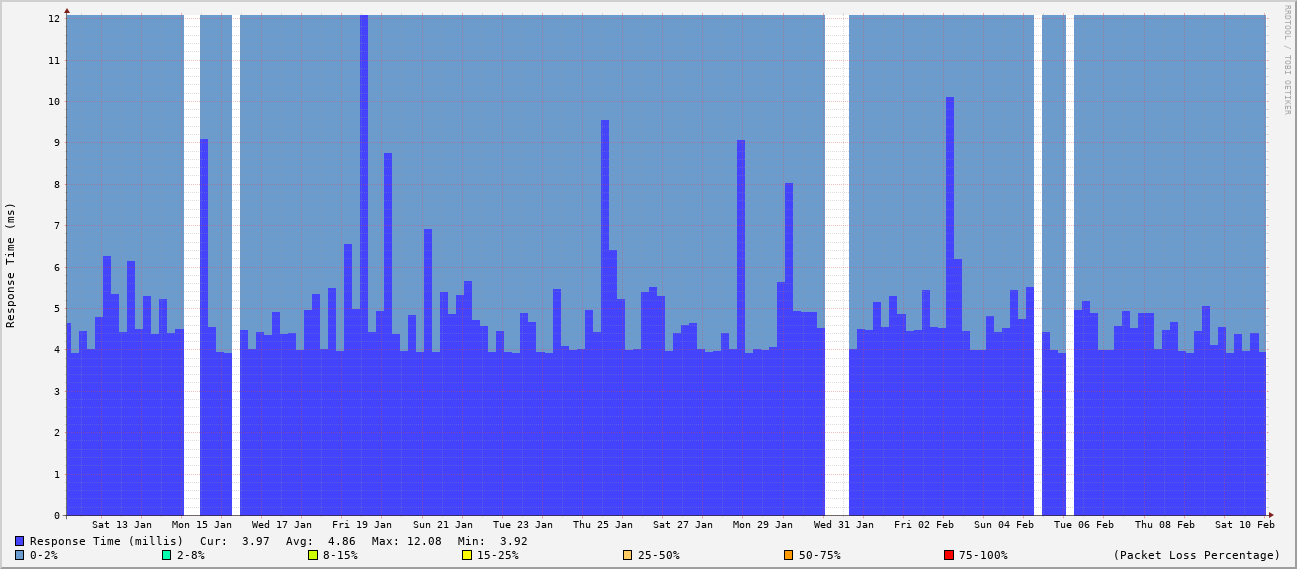 RRDTOOL / TOBI OETIKER
Response Time (ms)
12
11
10
9
8
7
6
5
4
3
2
1
0
Sat 13 Jan Mon 15 Jan Wed 17 Jan Fri 19 Jan Sun 21 Jan Tue 23 Jan Thu 25 Jan Sat 27 Jan Mon 29 Jan Wed 31 Jan Fri 02 Feb Sun 04 Feb Tue 06 Feb Thu 08 Feb Sat 10 Feb
Response Time (millis) Cur: 3.97 Avg: 4.86 Max: 12.08 Min: 3.92
0-2% 2-8% 8-15% 15-25% 25-50% 50-75% 75-100% (Packet Loss Percentage)